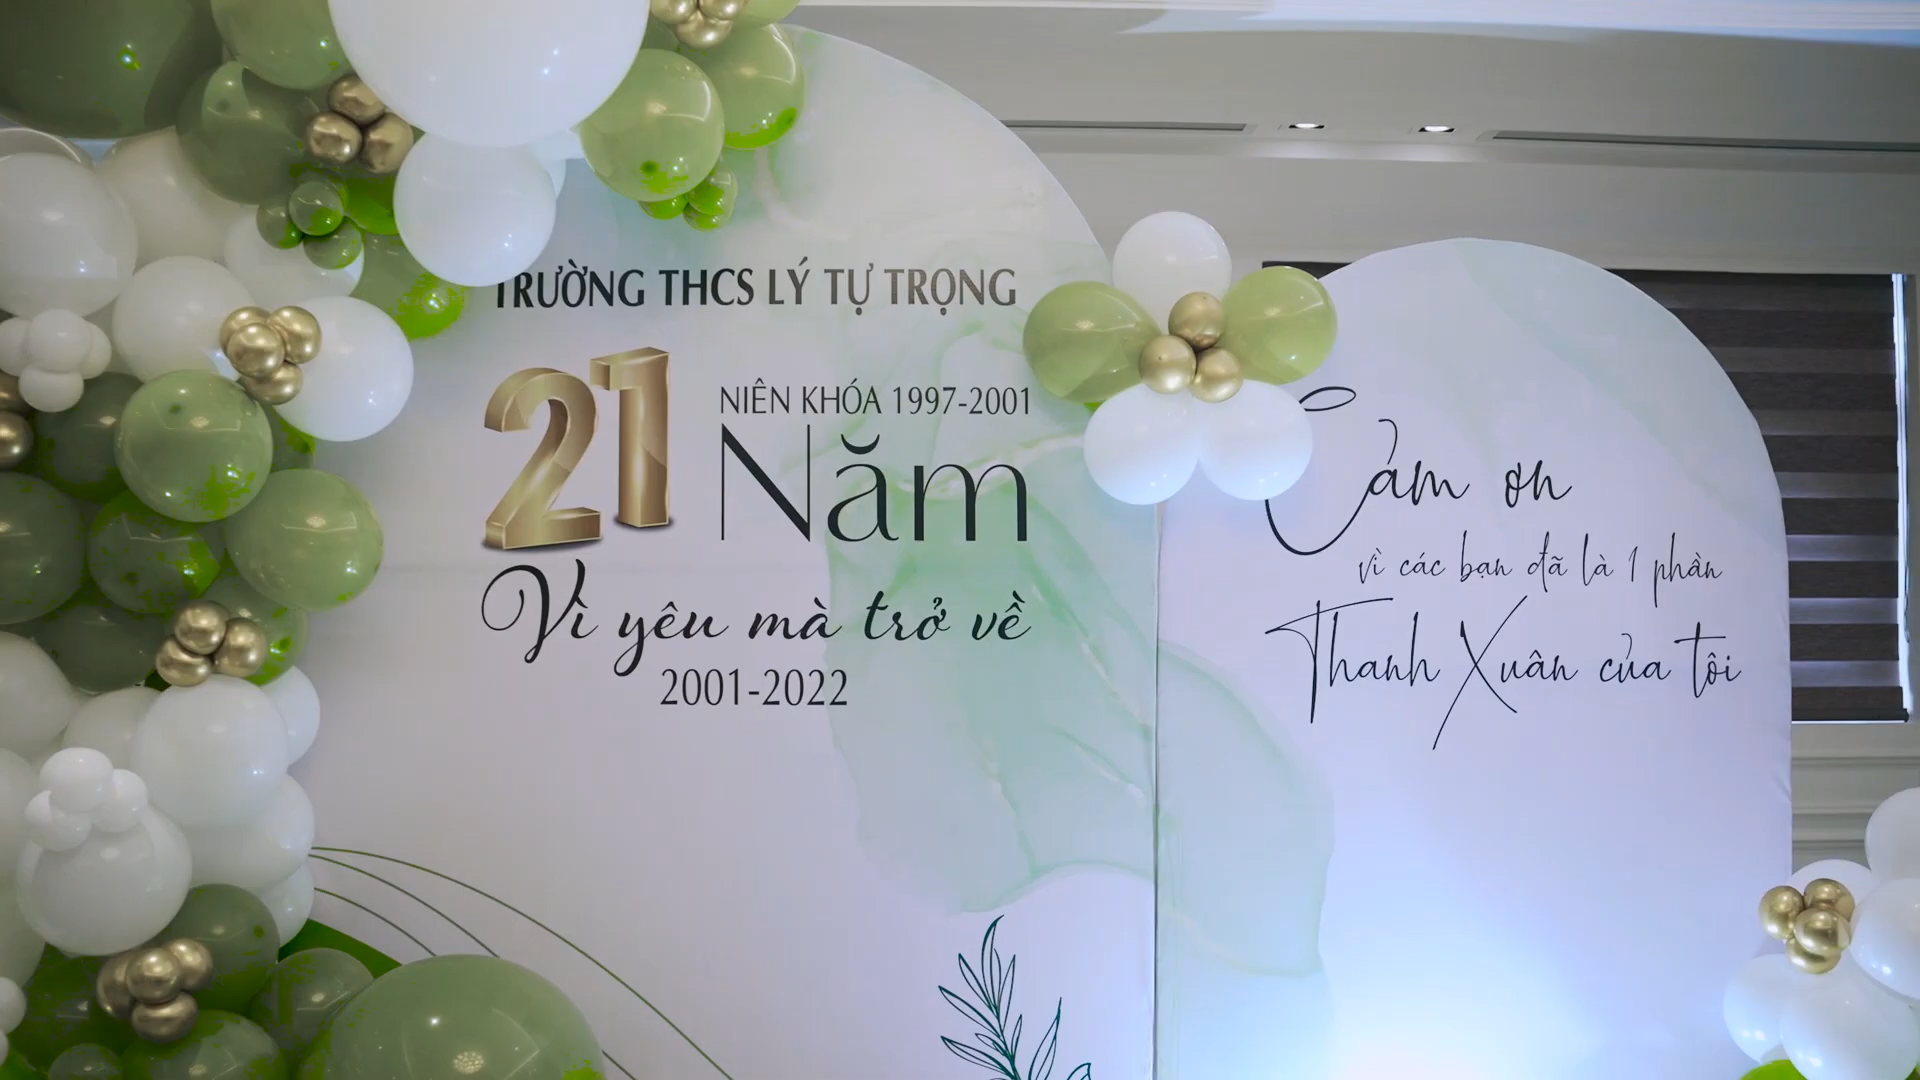 TRƯỜNG THCS LÝ TỰ TRỌNG
21
NIÊN KHÓA 1997-2001
Năm
Vì yêu mà trở về
2001-2022
Cảm ơn
vì các bạn đã là 1 phần
Thanh Xuân của tôi